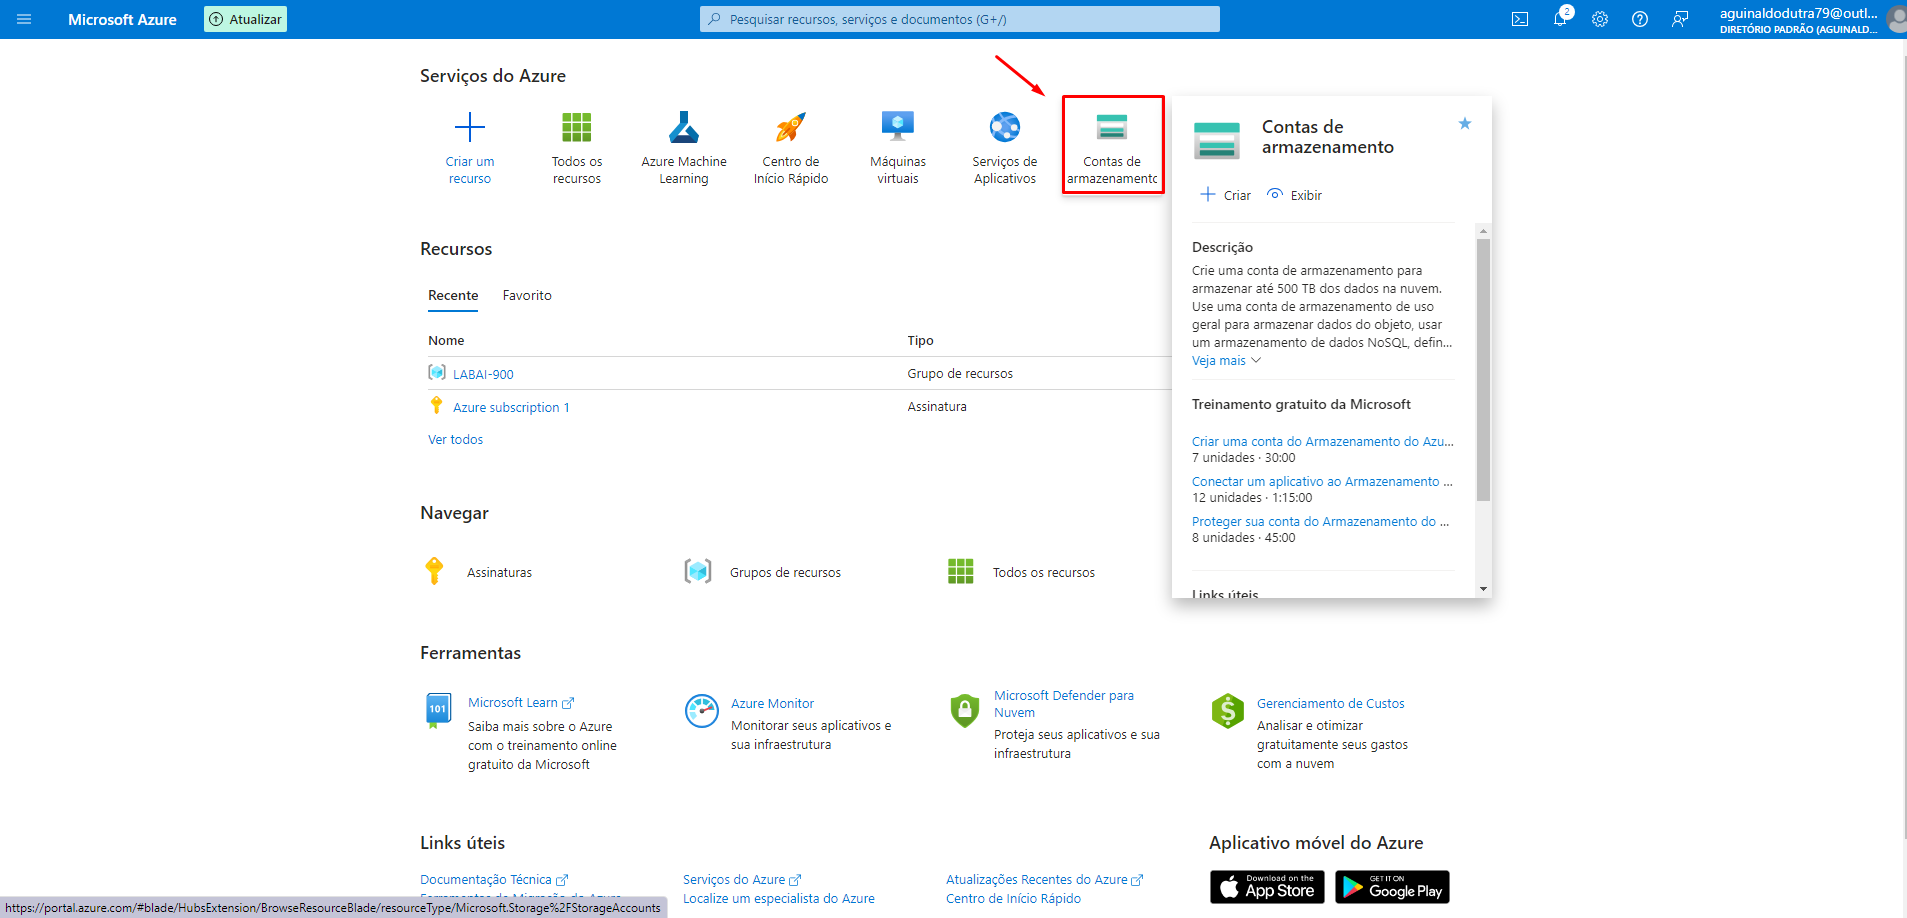 Microsoft Azure
Atualizar
Pesquisar recursos, serviços e documentos (G+/)
2
aguinaldodutra79@outl...
DIRETÓRIO PADRÃO (AGUINALD...
Serviços do Azure
Criar um
recurso
Todos os
recursos
Azure Machine
Learning
Centro de
Início Rápido
Máquinas
virtuais
Serviços de
Aplicativos
Contas de
armazenamento
Contas de
armazenamento
Criar
Exibir
Descrição
Crie uma conta de armazenamento para
armazenar até 500 TB dos dados na nuvem.
Use uma conta de armazenamento de uso
geral para armazenar dados do objeto, usar
um armazenamento de dados NoSQL, defin...
Veja mais
Treinamento gratuito da Microsoft
Criar uma conta do Armazenamento do Azu...
7 unidades · 30:00
Conectar um aplicativo ao Armazenamento ...
12 unidades · 1:15:00
Proteger sua conta do Armazenamento do ...
8 unidades · 45:00
Links úteis
Recursos
Recente
Favorito
Nome
Tipo
LABAI-900
Grupo de recursos
Azure subscription 1
Assinatura
Ver todos
Navegar
Assinaturas
Grupos de recursos
Todos os recursos
Ferramentas
101
Microsoft Learn
Saiba mais sobre o Azure
com o treinamento online
gratuito da Microsoft
Azure Monitor
Monitorar seus aplicativos e
sua infraestrutura
Microsoft Defender para
Nuvem
Proteja seus aplicativos e sua
infraestrutura
Gerenciamento de Custos
Analisar e otimizar
gratuitamente seus gastos
com a nuvem
Links úteis
Documentação Técnica
Ferramentas de Migração do Azure
Serviços do Azure
Localize um especialista do Azure
Atualizações Recentes do Azure
Centro de Início Rápido
Aplicativo móvel do Azure
Download on the
App Store
GET IT ON
Google Play
https://portal.azure.com/#blade/HubsExtension/BrowseResourceBlade/resourceType/Microsoft.Storage%2FStorageAccounts